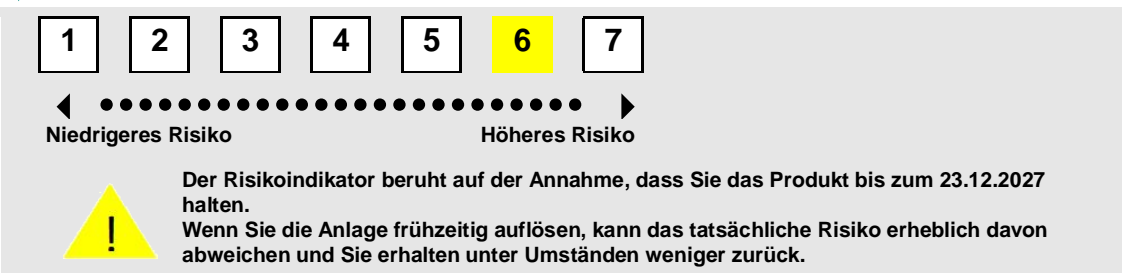 1 2 3 4 5 6 7
Niedrigeres Risiko Höheres Risiko
!
Der Risikoindikator beruht auf der Annahme, dass Sie das Produkt bis zum 23.12.2027
halten.
Wenn Sie die Anlage frühzeitig auflösen, kann das tatsächliche Risiko erheblich davon
abweichen und Sie erhalten unter Umständen weniger zurück.